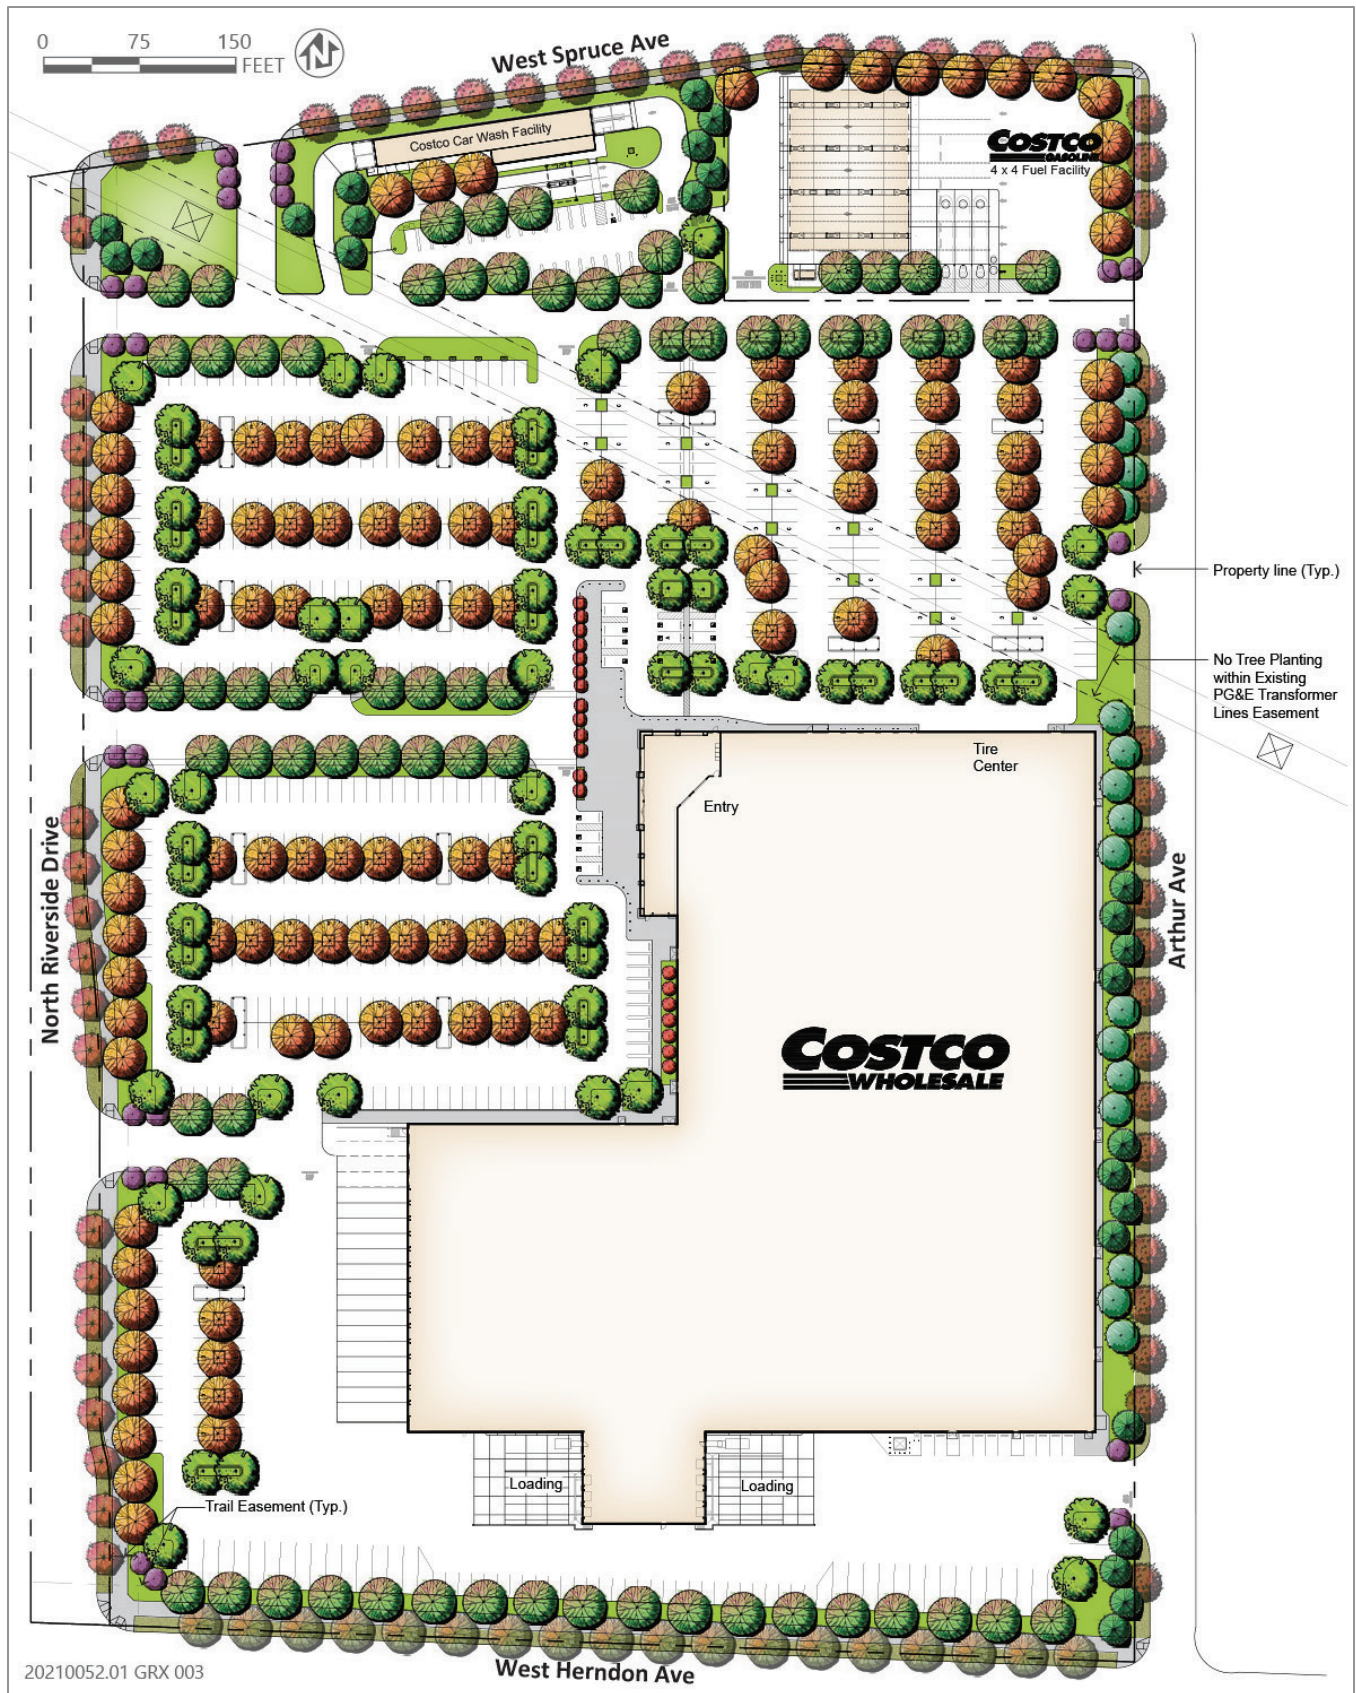 0 75 150
FEET
N
West Spruce Ave
Costco Car Wash Facility
COSTCO
GASOLINE
4 x 4 Fuel Facility
Property line (Typ.)
No Tree Planting
within Existing
PG&E Transformer
Lines Easement
Tire
Center
Entry
North Riverside Drive
Arthur Ave
COSTCO
WHOLESALE
Loading
Loading
Trail Easement (Typ.)
20210052.01 GRX 003
West Herndon Ave